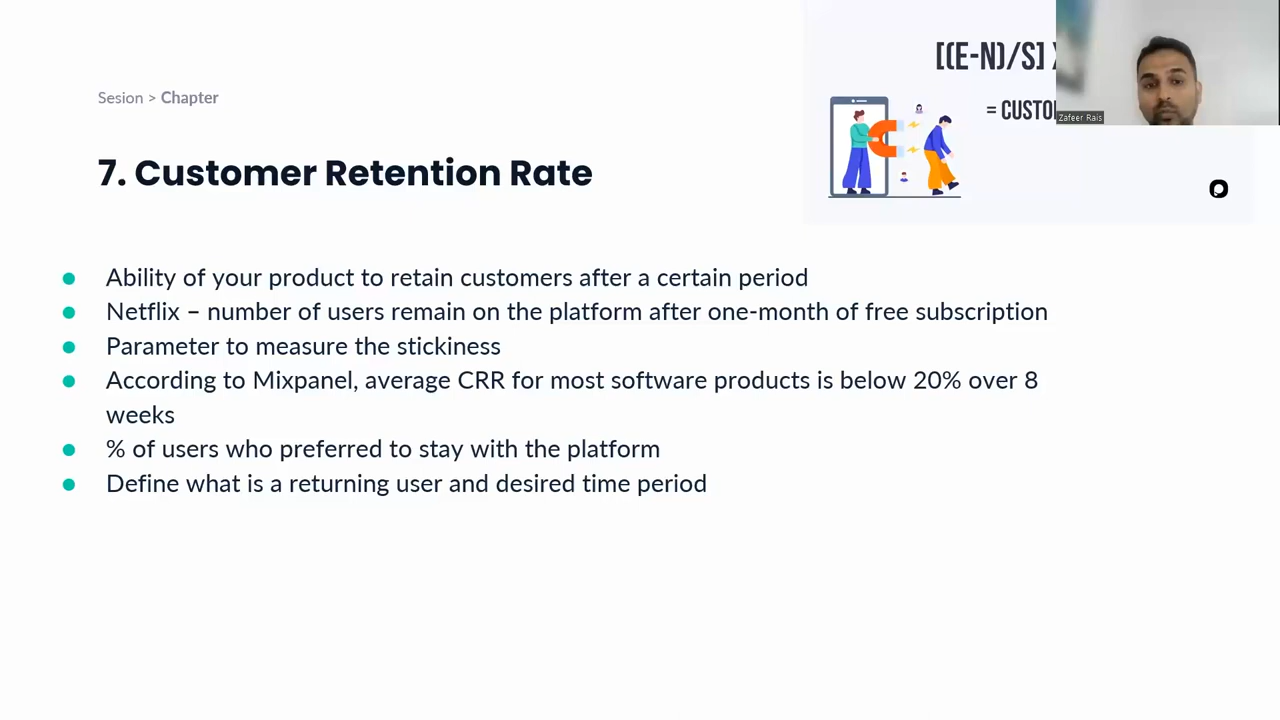 [(E-N)/S]
= CUSTO
Zafeer Rais
Sesion > Chapter
7. Customer Retention Rate
Ability of your product to retain customers after a certain period
Netflix – number of users remain on the platform after one-month of free subscription
Parameter to measure the stickiness
According to Mixpanel, average CRR for most software products is below 20% over 8
weeks
% of users who preferred to stay with the platform
Define what is a returning user and desired time period